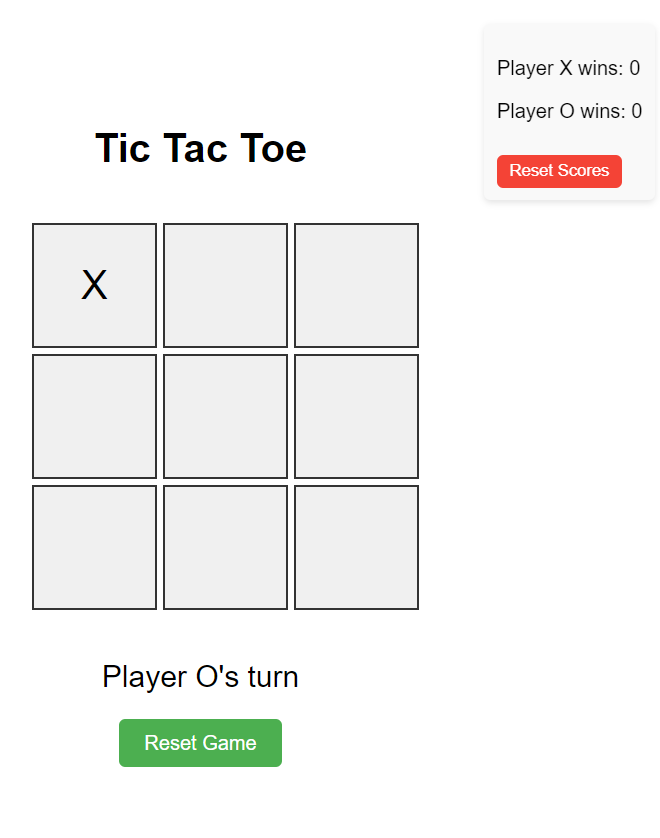 Player X wins: 0
Player O wins: 0
Reset Scores
Tic Tac Toe
X
Player O's turn
Reset Game